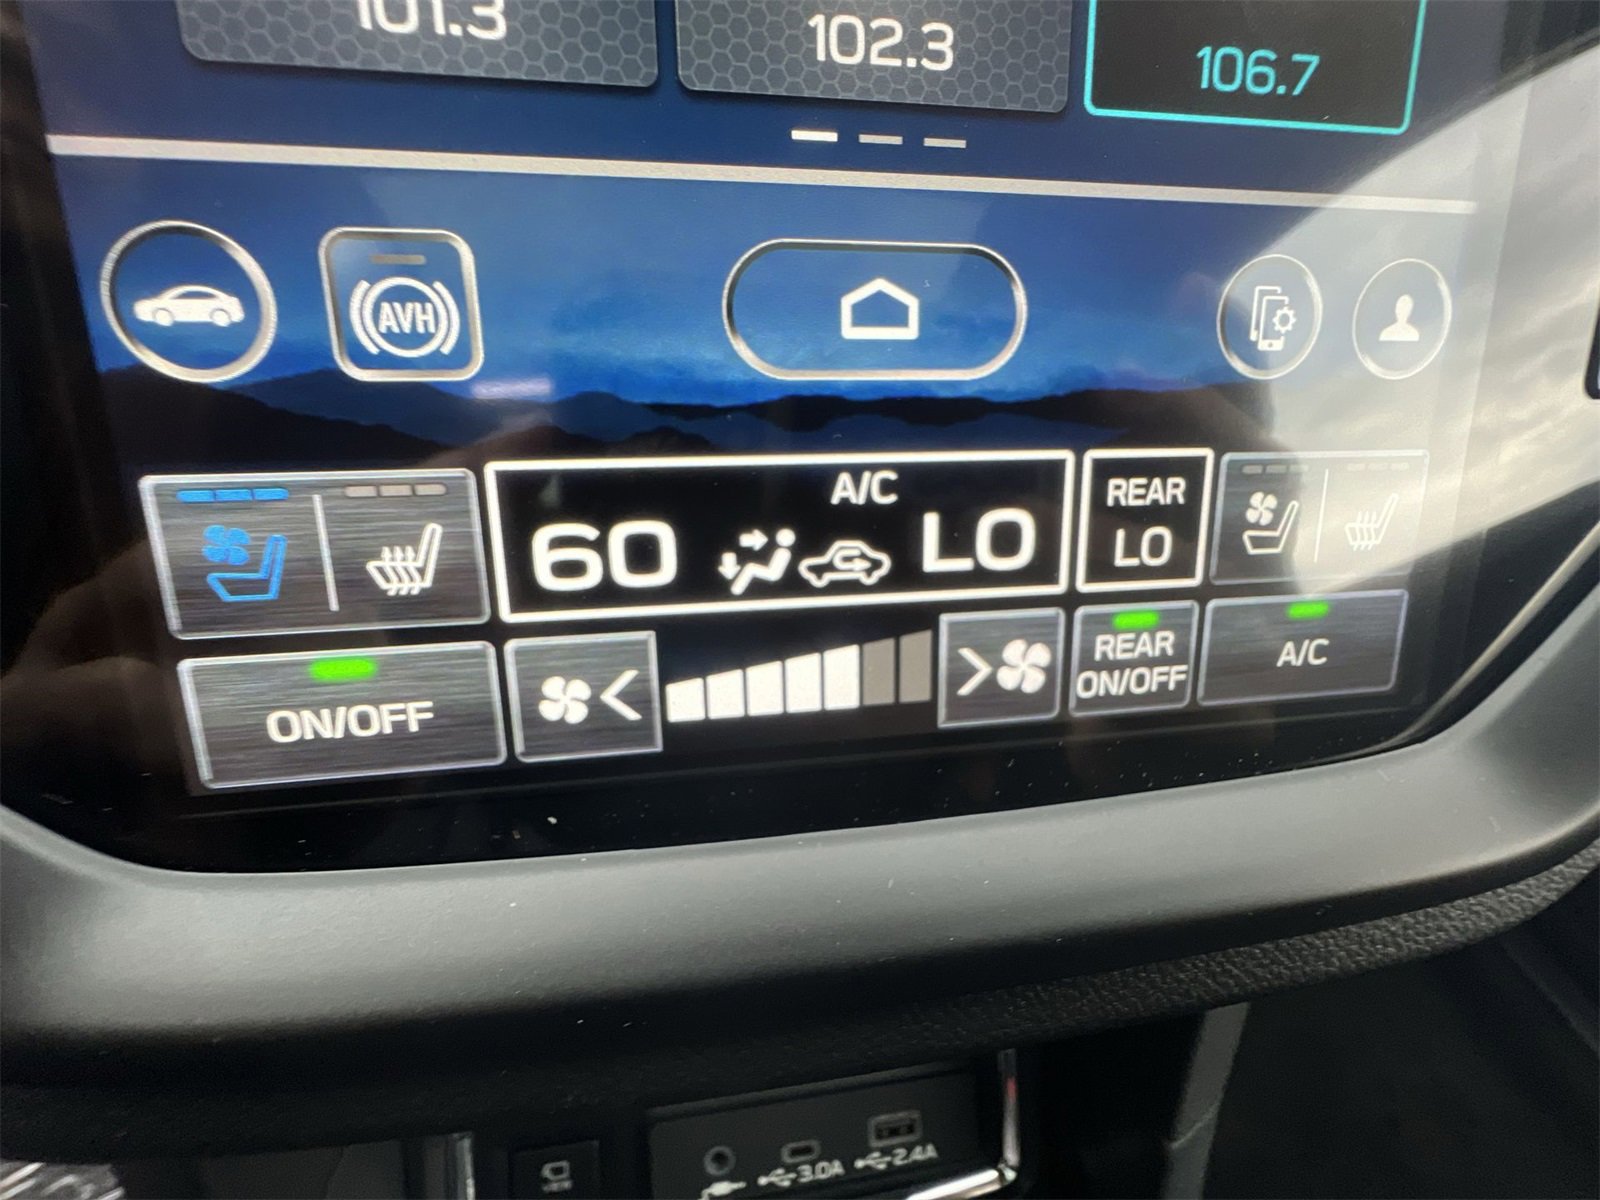 101.3
102.3
106.7
AVH
A/C
60
LO
REAR
LO
ON/OFF
REAR
ON/OFF
A/C
VIEW
3.0A
2.4A